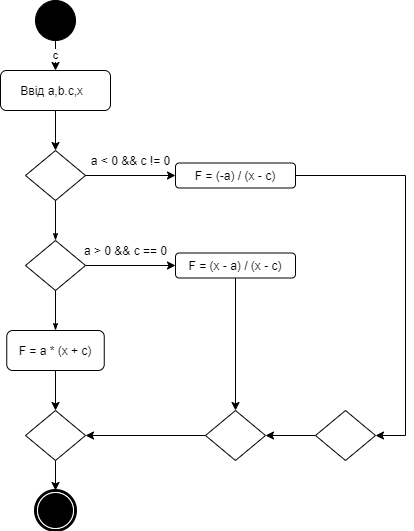 c
Ввід a,b.c,x
a < 0 && c != 0
F = (-a) / (x - c)
a > 0 && c == 0
F = (x - a) / (x - c)
F = a * (x + c)